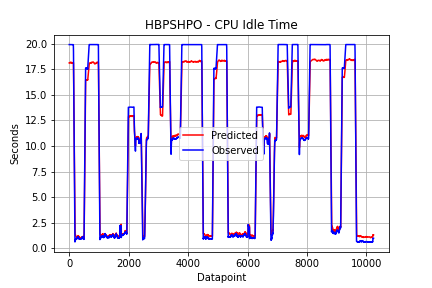 HBPSHPO - CPU Idle Time
20.0
17.5
15.0
12.5
10.0
7.5
5.0
2.5
0.0
Seconds
Predicted
Observed
0 2000 4000 6000 8000 10000
Datapoint